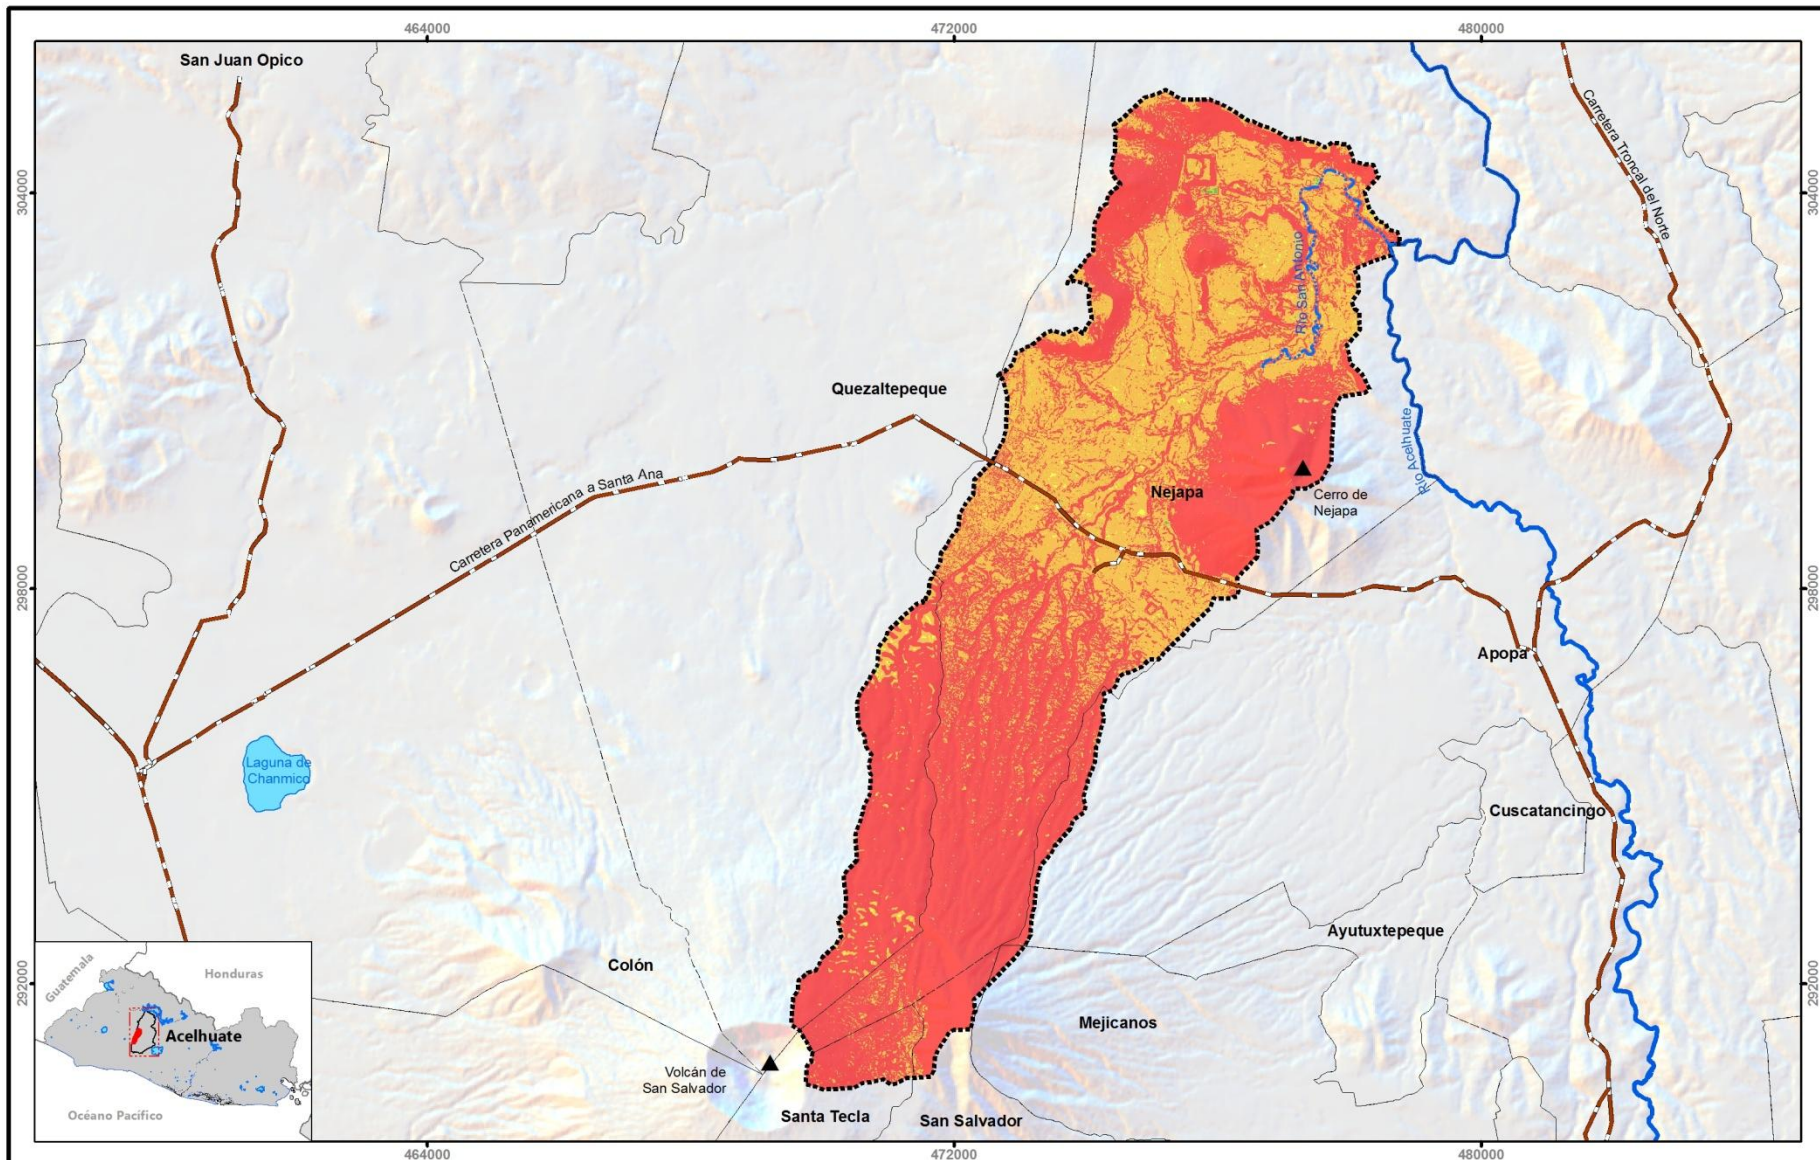 464000
472000
480000
San Juan Opico
Carretera Troncal del Norte
304000
304000
Río San Antonio
Quezaltepeque
Río Acelhuate
Carretera Panamericana a Santa Ana
Nejapa
Cerro de
Nejapa
298000
298000
Apopa
Laguna de
Chanmico
Cuscatancingo
Ayutuxtepeque
Colón
292000
292000
Guatemala
Honduras
Acelhuate
Océano Pacífico
Mejicanos
Volcán de
San Salvador
Santa Tecla
San Salvador
464000
472000
480000